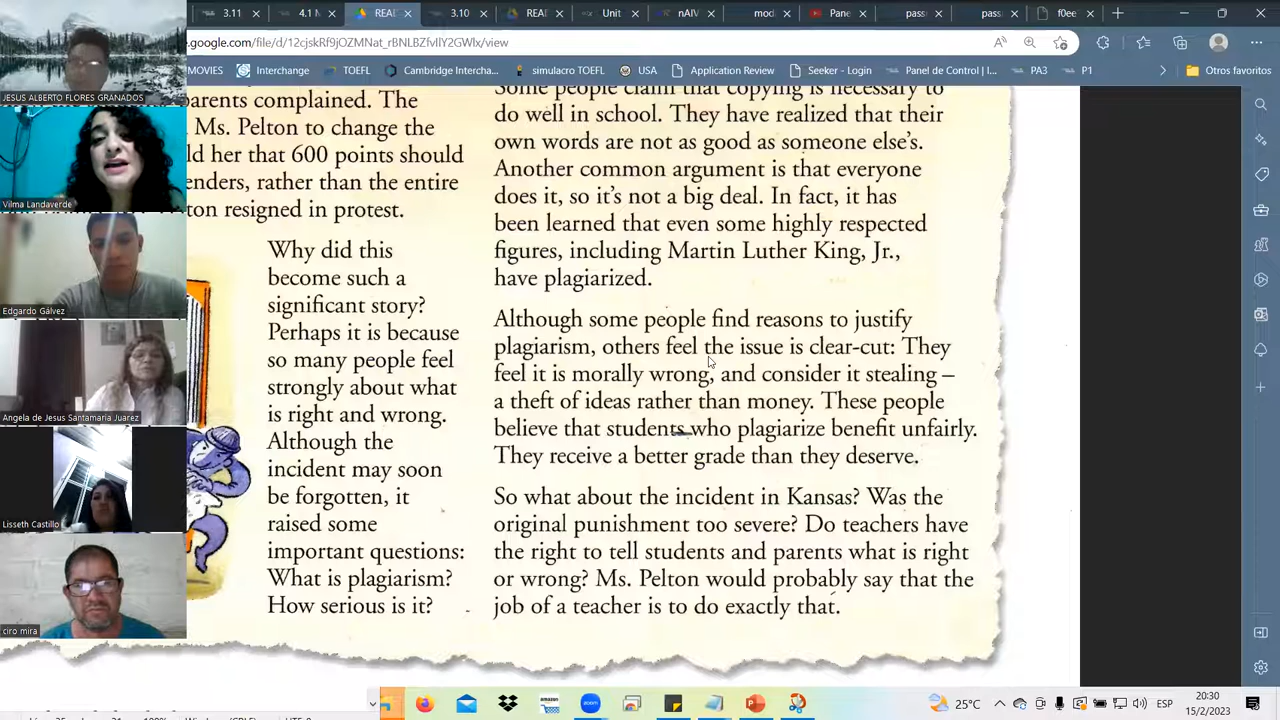 3.11
4.1 N
REAI
3.10
REAI
Unit
nAIV
mod
Pane
pass
pass
f0ee
.google.com/file/d/12cjskRf9jOZMNat_rBNLBZfvIlY2GWlx/view
MOVIES
Interchange
TOEFL
Cambridge Intercha...
simulacro TOEFL
USA
Application Review
Seeker - Login
Panel de Control | I...
PA3
P1
Otros favoritos
JESUS ALBERTO FLORES GRANADOS
Vilma Landaverde
Edgardo Gálvez
Angela de Jesus Santamaria Juarez
Lisseth Castillo
ciro mira
parents complained. The
Ms. Pelton to change the
ld her that 600 points should
enders, rather than the entire
ton resigned in protest.
Why did this
become such a
significant story?
Perhaps it is because
so many people feel
strongly about what
is right and wrong.
Although the
incident may soon
be forgotten, it
raised some
important questions:
What is plagiarism?
How serious is it?
Some people claim that copying is necessary to
do well in school. They have realized that their
own words are not as good as someone else's.
Another common argument is that everyone
does it, so it's not a big deal. In fact, it has
been learned that even some highly respected
figures, including Martin Luther King, Jr.,
have plagiarized.
Although some people find reasons to justify
plagiarism, others feel the issue is clear-cut: They
feel it is morally wrong, and consider it stealing –
a theft of ideas rather than money. These people
believe that students who plagiarize benefit unfairly.
They receive a better grade than they deserve.
So what about the incident in Kansas? Was the
original punishment too severe? Do teachers have
the right to tell students and parents what is right
or wrong? Ms. Pelton would probably say that the
job of a teacher is to do exactly that.
25°C
ESP
20:30
15/2/2023